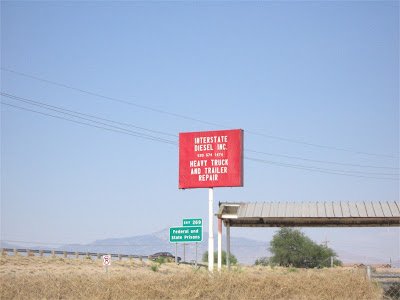 INTERSTATE
DIESEL INC.
HEAVY TRUCK
AND TRAILER
REPAIR
EXIT 269
Federal and
State Prisons